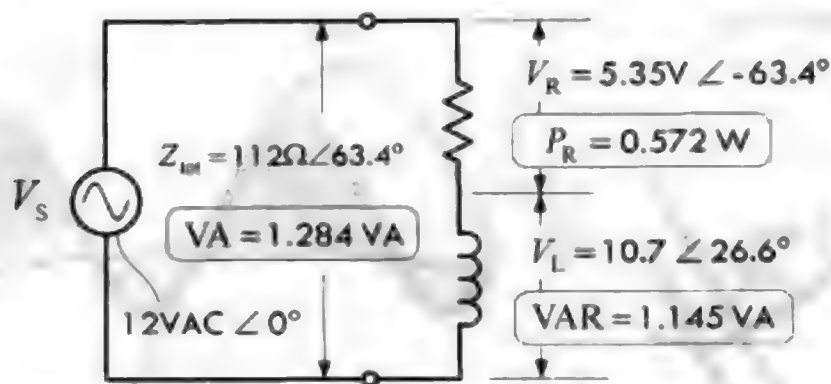 V_R = 5.35V ∠ -63.4°
P_R = 0.572 W
Z_tot = 112Ω∠63.4°
V_S
VA = 1.284 VA
V_L = 10.7 ∠ 26.6°
12VAC ∠ 0°
VAR = 1.145 VA